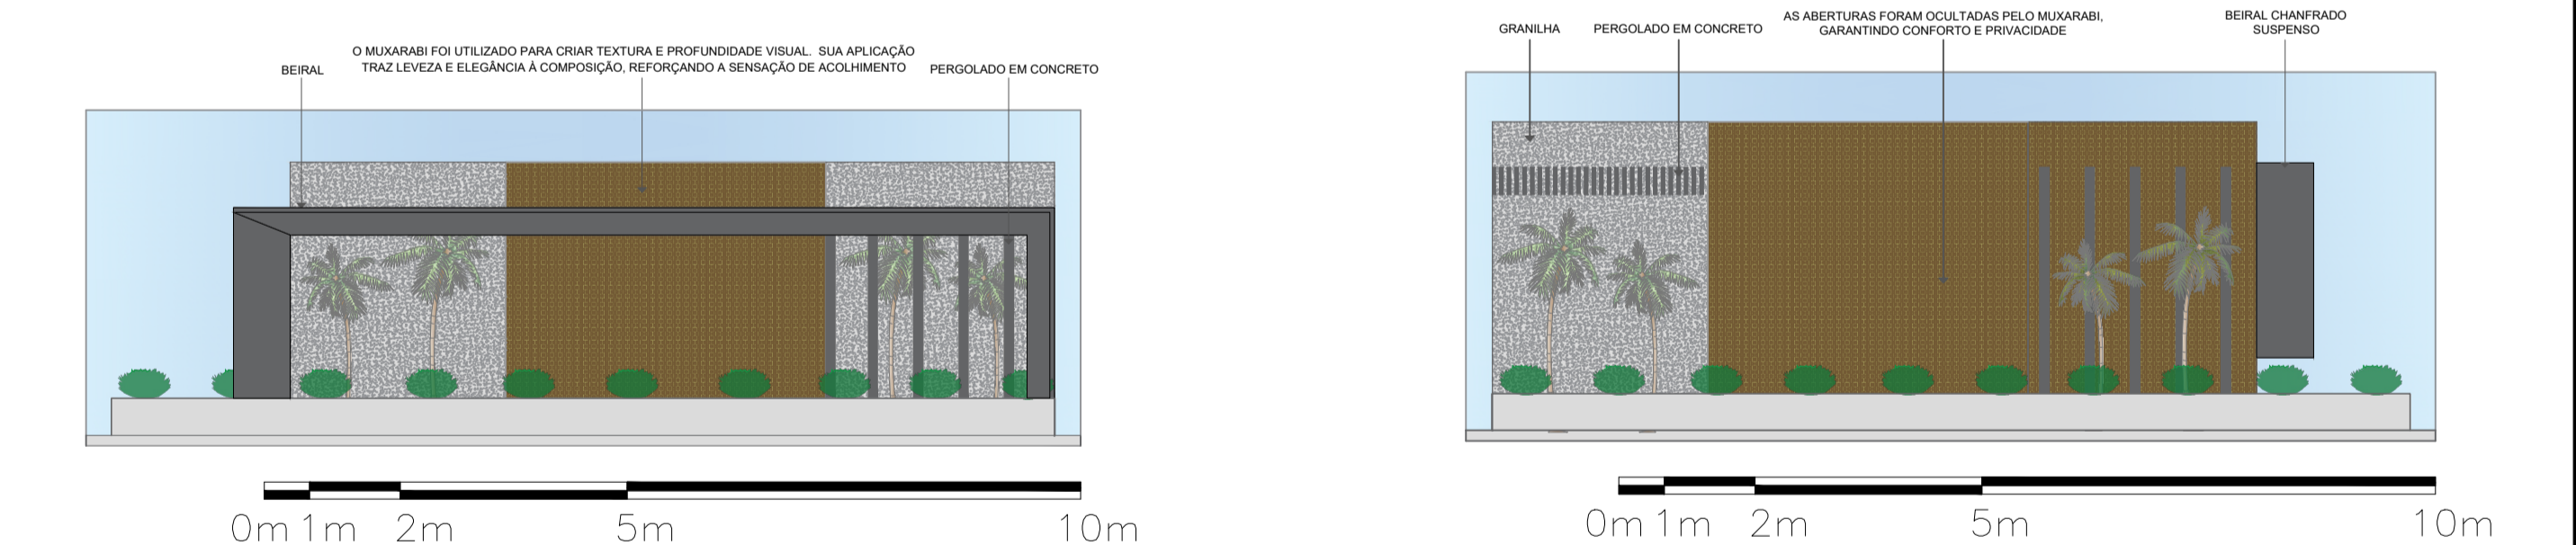 O MUXARABI FOI UTILIZADO PARA CRIAR TEXTURA E PROFUNDIDADE VISUAL. SUA APLICAÇÃO
TRAZ LEVEZA E ELEGÂNCIA À COMPOSIÇÃO, REFORÇANDO A SENSAÇÃO DE ACOLHIMENTO
BEIRAL
PERGOLADO EM CONCRETO
0m 1m 2m 5m 10m
GRANILHA
PERGOLADO EM CONCRETO
AS ABERTURAS FORAM OCULTADAS PELO MUXARABI,
GARANTINDO CONFORTO E PRIVACIDADE
BEIRAL CHANFRADO
SUSPENSO
0m 1m 2m 5m 10m